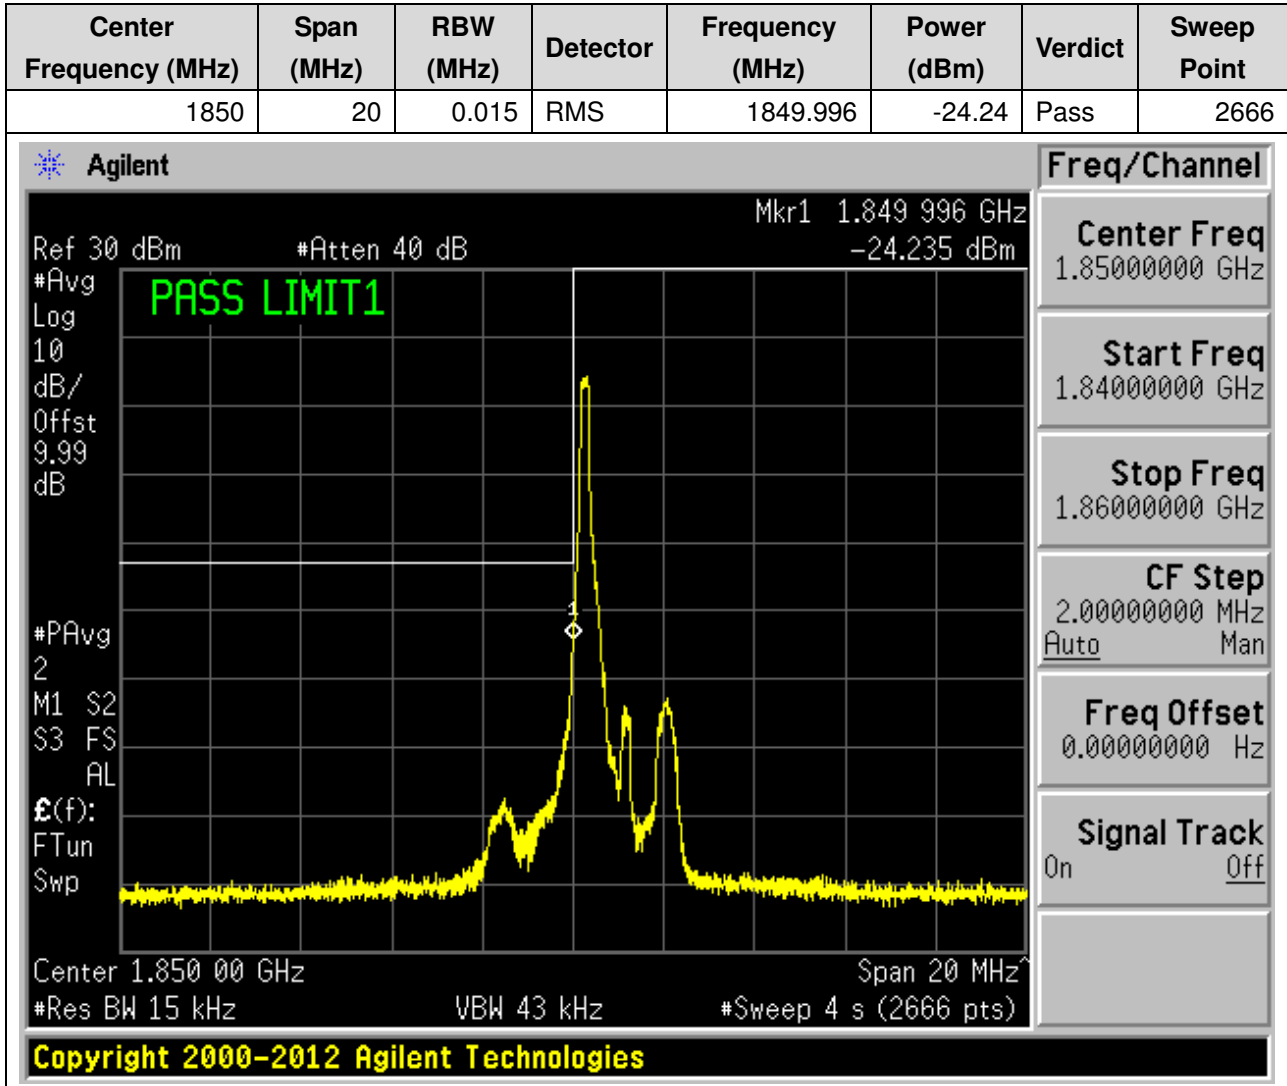 Center Frequency (MHz) Span (MHz) RBW (MHz) Detector Frequency (MHz) Power (dBm) Verdict Sweep Point
1850 20 0.015 RMS 1849.996 -24.24 Pass 2666
Agilent
Freq/Channel
Mkr1 1.849 996 GHz
Ref 30 dBm #Atten 40 dB -24.235 dBm
#Avg
Log
10
dB/
Offst
9.99
dB
PASS LIMIT1
1
#PAvg
2
M1 S2
S3 FS
AL
£(f):
FTun
Swp
Center 1.850 00 GHz Span 20 MHz^
#Res BW 15 kHz VBW 43 kHz #Sweep 4 s (2666 pts)
Center Freq
1.85000000 GHz
Start Freq
1.84000000 GHz
Stop Freq
1.86000000 GHz
CF Step
2.00000000 MHz
Auto Man
Freq Offset
0.00000000 Hz
Signal Track
On Off
Copyright 2000-2012 Agilent Technologies